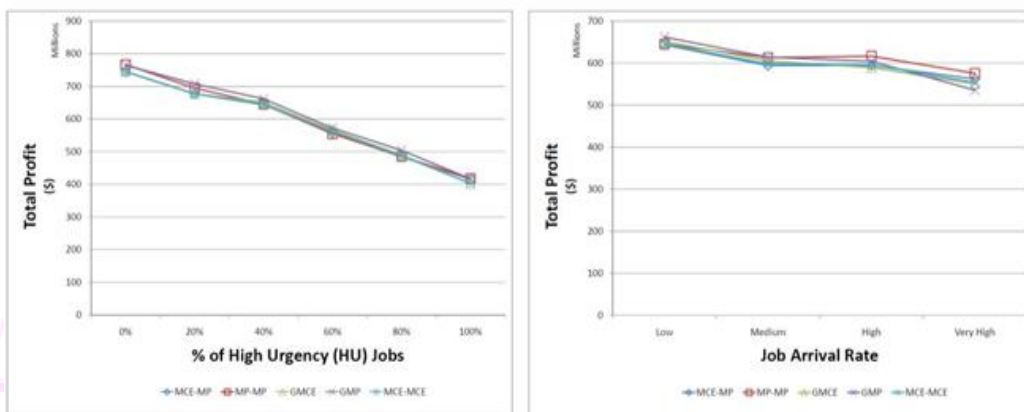 Millions
900
800
700
600
500
400
300
200
100
0
Total Profit
($)
0% 20% 40% 60% 80% 100%
% of High Urgency (HU) Jobs
MCE-MP MP-MP GMCE GMP MCE-MCE
Millions
700
600
500
400
300
200
100
0
Total Profit
($)
Low Medium High Very High
Job Arrival Rate
MCE-MP MP-MP GMCE GMP MCE-MCE